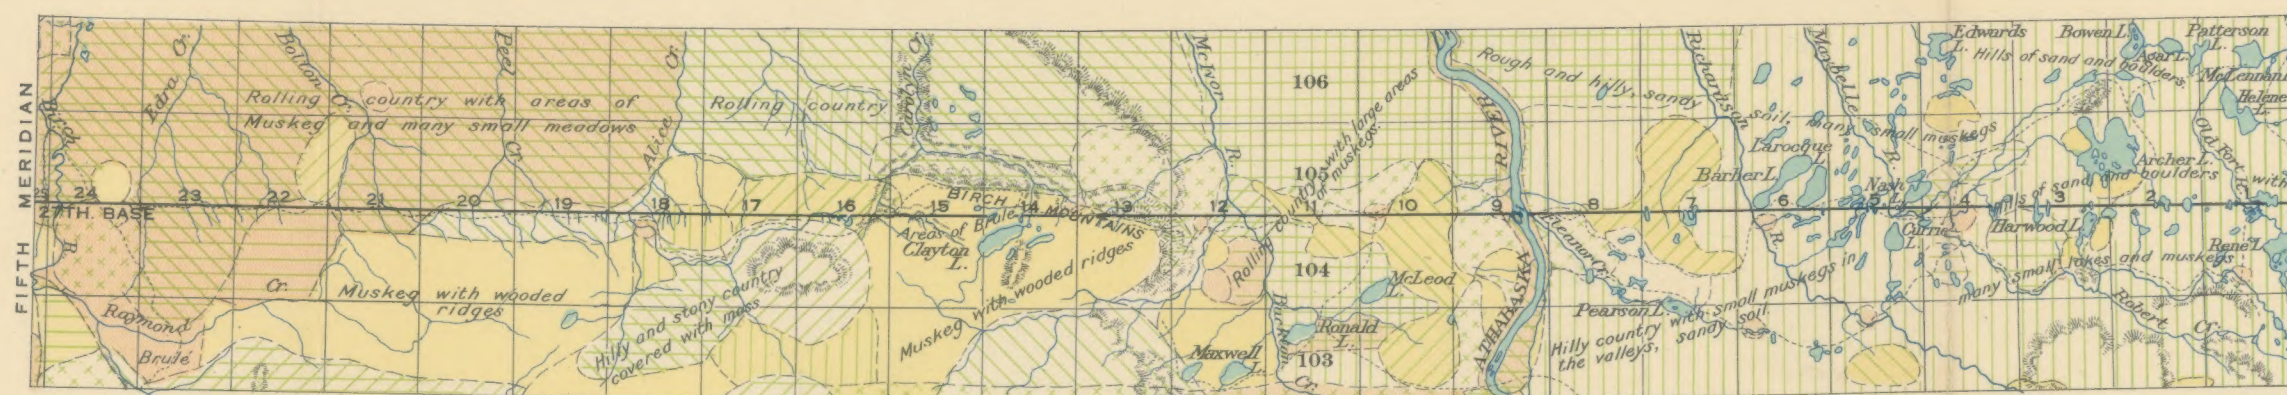 FIFTH MERIDIAN
27TH. BASE
25 24 23 22 21 20 19 18 17 16 15 14 13 12 11 10 9 8 7 6 5 4 3 2
Birch R.
Edra Cr.
Bolton Cr.
Peel Cr.
Alice Cr.
Rolling country with areas of
Muskeg and many small meadows
Rolling country
McIvor R.
106
105
104
103
Rolling country with large areas
of muskegs.
ATHABASKA RIVER
Rough and hilly, sandy
soil, many small muskegs
Richardson R.
Maybelle R.
Edwards
L.
Bowen L.
Patterson
L.
Agar L.
McLennan
Hills of sand and boulders
Helene
L.
Old Fort R.
Larocque
L.
Barber L.
Nash
L.
Archer L.
Hills of sand and boulders
with
Currie
L.
Harwood L.
Rene L.
small lakes and muskegs
many
Robert Cr.
BIRCH MOUNTAINS
Areas of Brulé
Clayton
L.
Muskeg with wooded ridges
Muskeg with wooded
ridges
Raymond Cr.
Brulé
Hilly and stony country
covered with moss
McLeod
L.
Ronald
L.
Maxwell
L.
Buckton Cr.
Eleanor Cr.
Pearson L.
Hilly country with small muskegs in
the valleys, sandy soil.